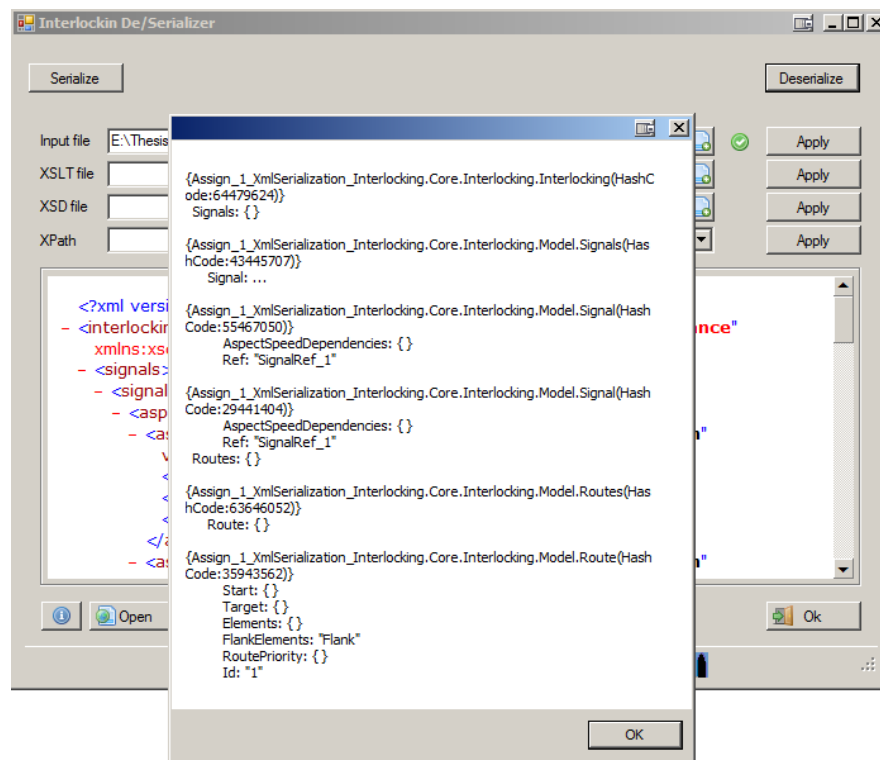 Interlockin De/Serializer
Serialize
Deserialize
Input file
E:\Thesis
Apply
XSLT file
Apply
XSD file
Apply
XPath
Apply
{Assign_1_XmlSerialization_Interlocking.Core.Interlocking.Interlocking(HashC
ode:64479624)}
Signals: { }
{Assign_1_XmlSerialization_Interlocking.Core.Interlocking.Model.Signals(Has
hCode:43445707)}
Signal: ...
{Assign_1_XmlSerialization_Interlocking.Core.Interlocking.Model.Signal(Hash
Code:55467050)}
AspectSpeedDependencies: { }
Ref: "SignalRef_1"
{Assign_1_XmlSerialization_Interlocking.Core.Interlocking.Model.Signal(Hash
Code:29441404)}
AspectSpeedDependencies: { }
Ref: "SignalRef_1"
Routes: { }
{Assign_1_XmlSerialization_Interlocking.Core.Interlocking.Model.Routes(Has
hCode:63646052)}
Route: { }
{Assign_1_XmlSerialization_Interlocking.Core.Interlocking.Model.Route(Hash
Code:35943562)}
Start: { }
Target: { }
Elements: { }
FlankElements: "Flank"
RoutePriority: { }
Id: "1"
OK
<?xml versi
- <interlockin
nce"
xmlns:xs
- <signals>
- <signal
- <asp
- <as
n"
v
<
<
<
</a
- <as
n"
Open
Ok